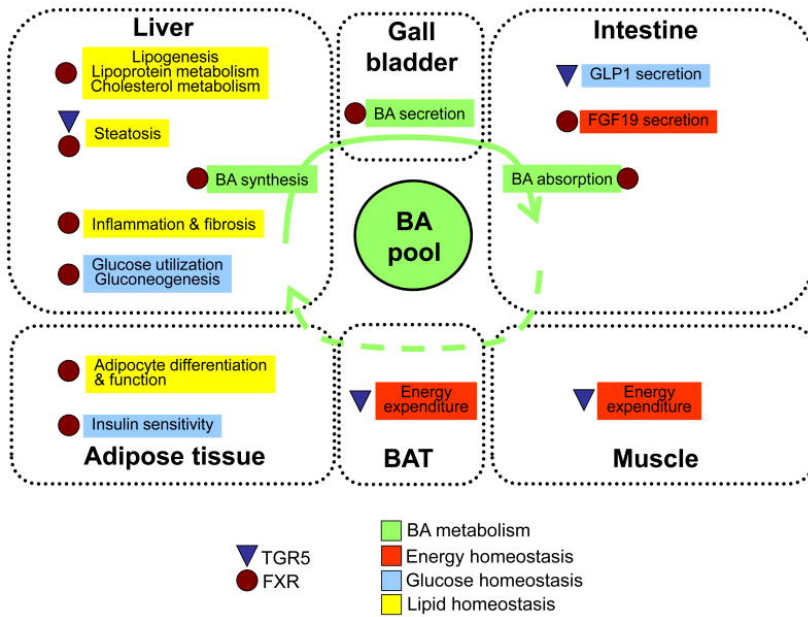 Liver
Lipogenesis
Lipoprotein metabolism
Cholesterol metabolism
Steatosis
BA synthesis
Inflammation & fibrosis
Glucose utilization
Gluconeogenesis
Gall
bladder
BA secretion
Intestine
GLP1 secretion
FGF19 secretion
BA absorption
BA
pool
Adipocyte differentiation
& function
Insulin sensitivity
Adipose tissue
Energy
expenditure
BAT
Energy
expenditure
Muscle
TGR5
FXR
BA metabolism
Energy homeostasis
Glucose homeostasis
Lipid homeostasis